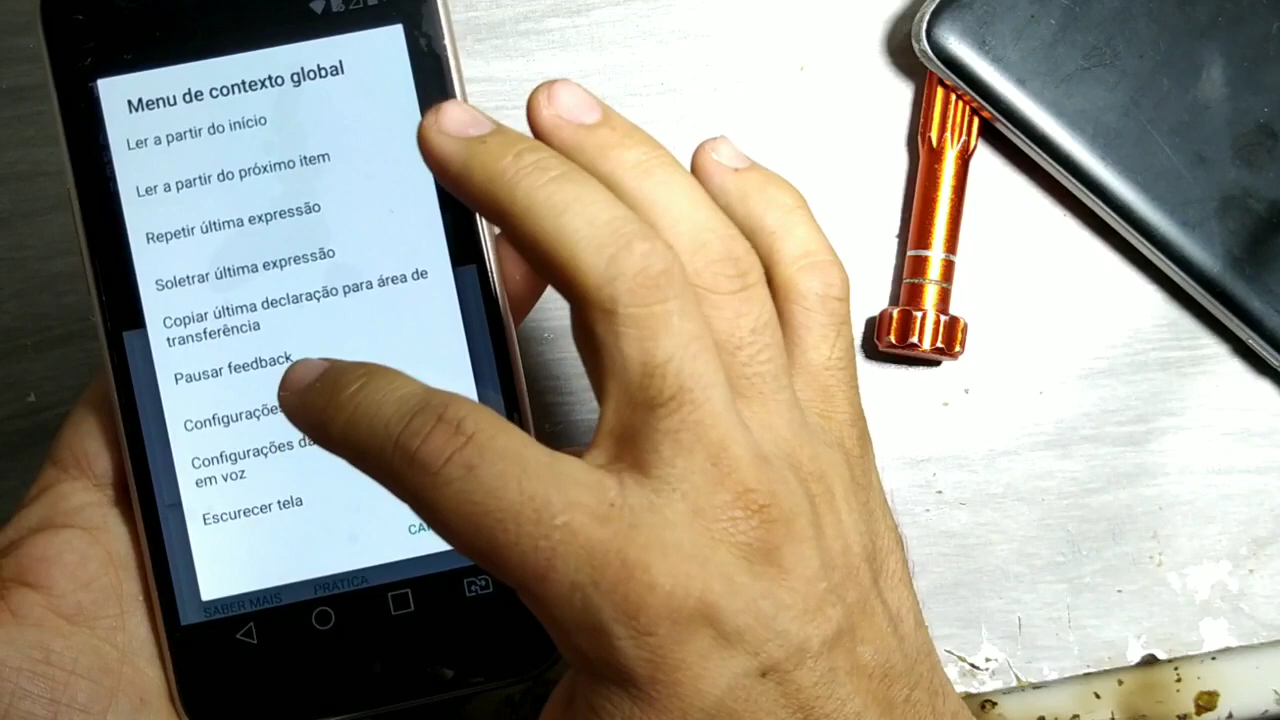 Menu de contexto global
Ler a partir do início
Ler a partir do próximo item
Repetir última expressão
Soletrar última expressão
Copiar última declaração para área de
transferência
Pausar feedback
Configurações
Configurações da
em voz
Escurecer tela
SABER MAIS PRÁTICA